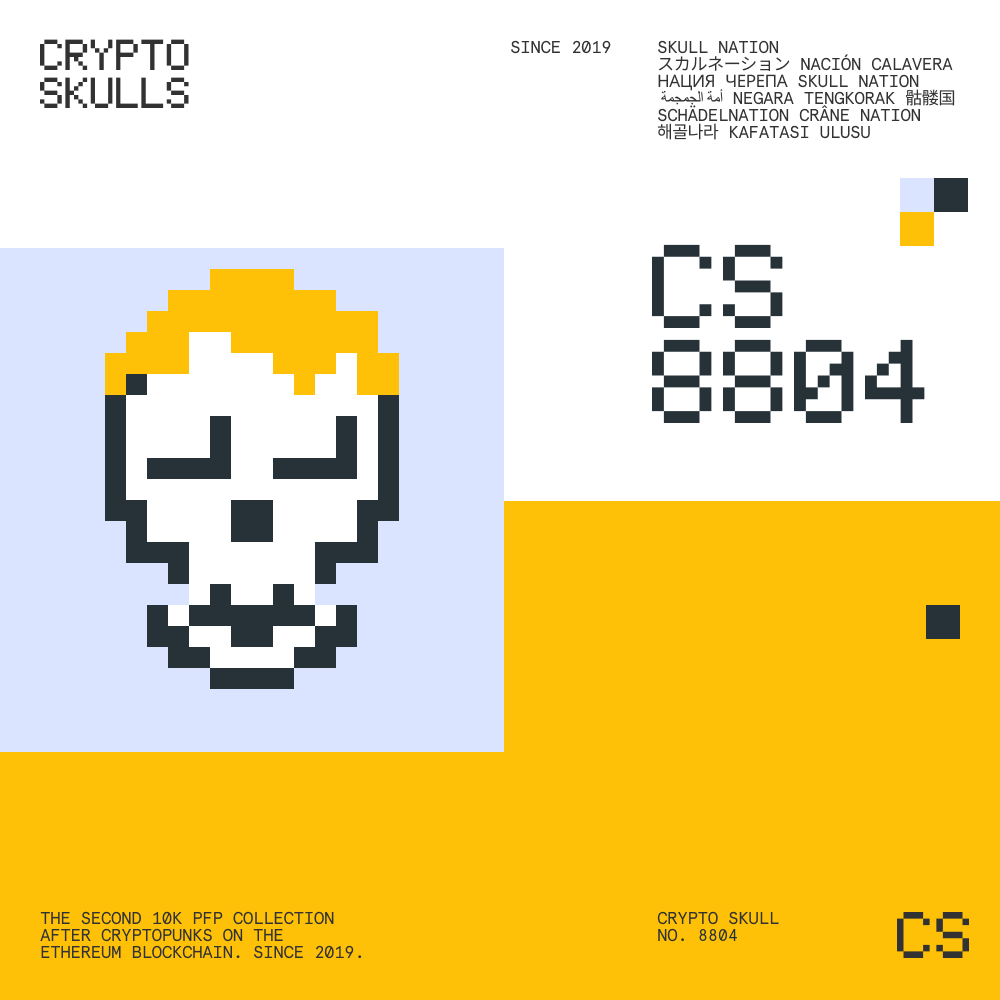 CRYPTO
SKULLS
SINCE 2019
SKULL NATION
スカルネーション NACIÓN CALAVERA
НАЦИЯ ЧЕРЕПА SKULL NATION
أمة الجمجمة NEGARA TENGKORAK 骷髅国
SCHÄDELNATION CRÂNE NATION
해골나라 KAFATASI ULUSU
CS
8804
THE SECOND 10K PFP COLLECTION
AFTER CRYPTOPUNKS ON THE
ETHEREUM BLOCKCHAIN. SINCE 2019.
CRYPTO SKULL
NO. 8804
CS